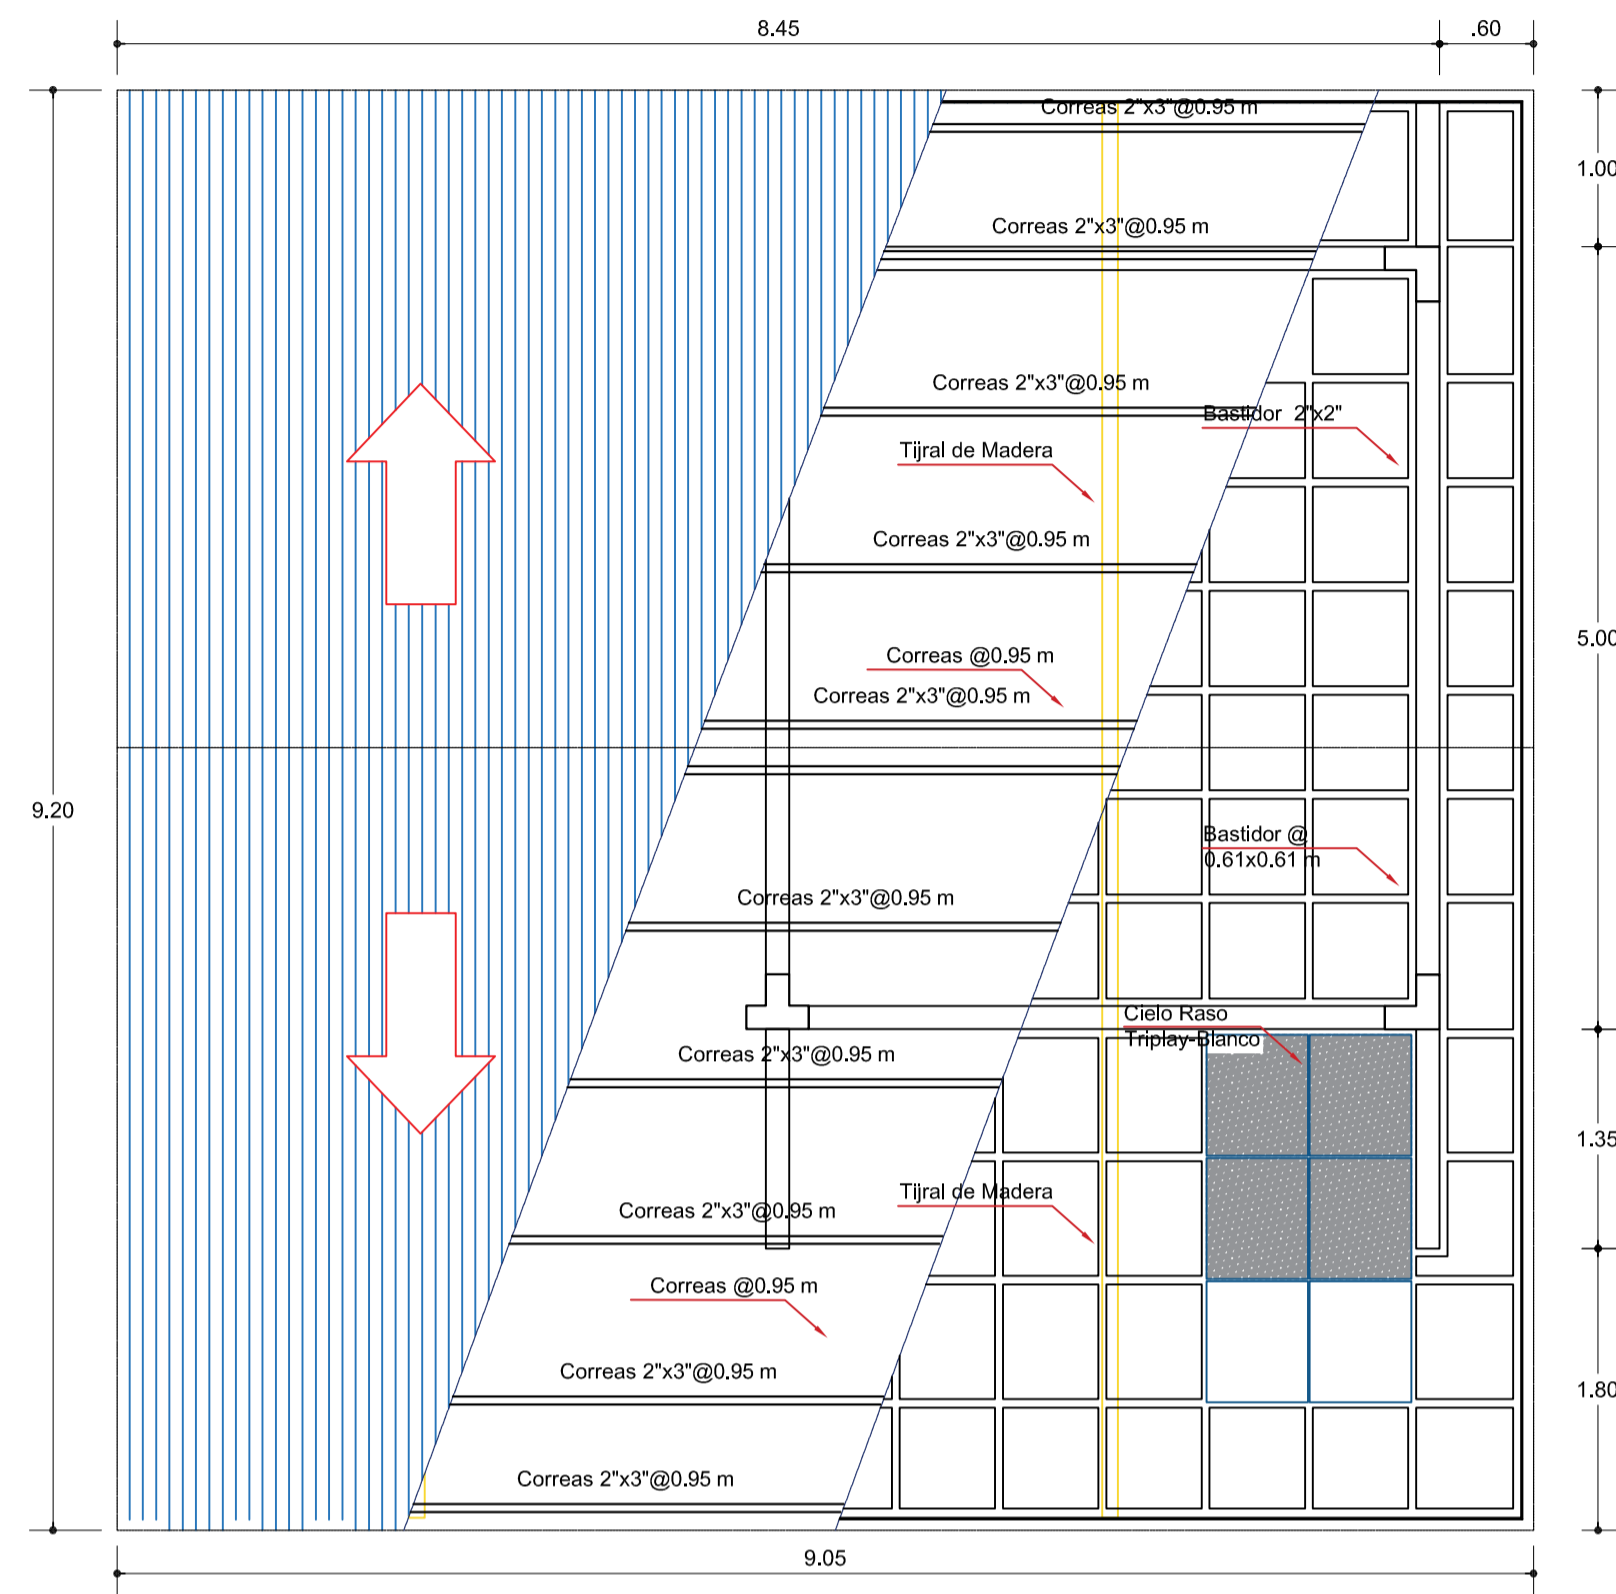 8.45
.60
Correas 2"x3"@0.95 m
1.00
Correas 2"x3"@0.95 m
Correas 2"x3"@0.95 m
Bastidor 2"x2"
Tijral de Madera
Correas 2"x3"@0.95 m
5.00
Correas @0.95 m
Correas 2"x3"@0.95 m
9.20
Bastidor @
0.61x0.61 m
Correas 2"x3"@0.95 m
Cielo Raso
Triplay-Blanco
Correas 2"x3"@0.95 m
1.35
Tijral de Madera
Correas 2"x3"@0.95 m
Correas @0.95 m
Correas 2"x3"@0.95 m
1.80
Correas 2"x3"@0.95 m
9.05